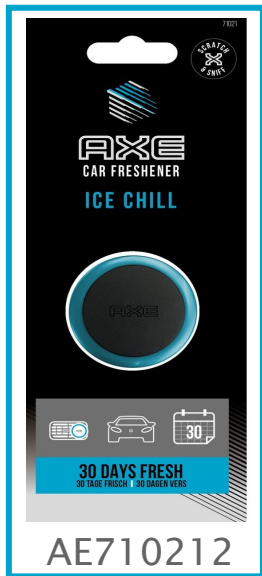 71021
SCRATCH
& SNIFF
AXE
CAR FRESHENER
ICE CHILL
AXE
30
30 DAYS FRESH
30 TAGE FRISCH | 30 DAGEN VERS
AE710212